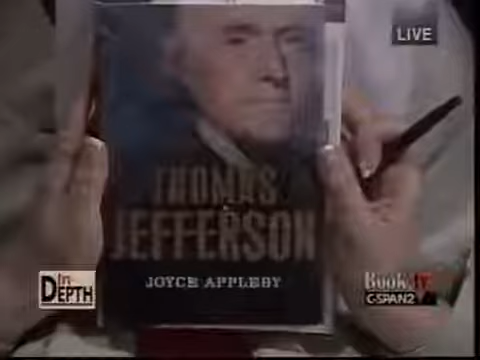 LIVE
THOMAS
JEFFERSON
JOYCE APPLEBY
In
DEPTH
Book TV
C-SPAN2